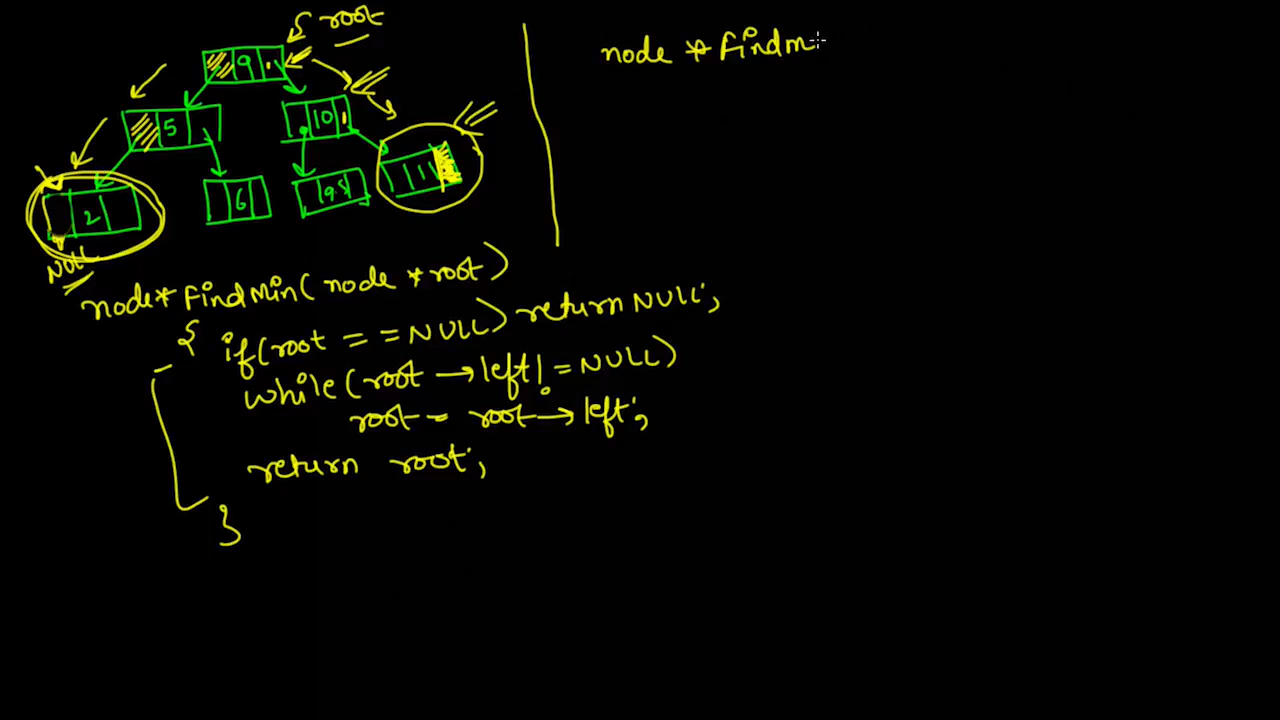 root
9
5
10
2
6
9.5
11
NULL
node *findm
node* findMin( node *root)
{ if(root == NULL) return NULL;
while(root → left != NULL)
root = root → left;
return root;
}